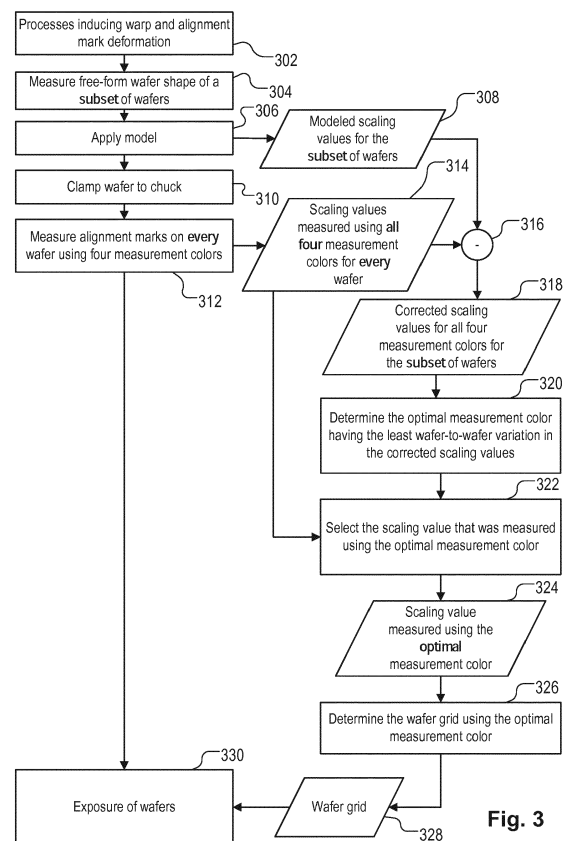 Processes inducing warp and alignment
mark deformation
302
Measure free-form wafer shape of a
subset of wafers
304
306
Apply model
308
Modeled scaling
values for the
subset of wafers
Clamp wafer to chuck
310
314
Measure alignment marks on every
wafer using four measurement colors
312
Scaling values
measured using all
four measurement
colors for every
wafer
-
316
318
Corrected scaling
values for all four
measurement colors for
the subset of wafers
320
Determine the optimal measurement color
having the least wafer-to-wafer variation in
the corrected scaling values
322
Select the scaling value that was measured
using the optimal measurement color
324
Scaling value
measured using the
optimal
measurement color
326
Determine the wafer grid using the optimal
measurement color
330
Exposure of wafers
Wafer grid
328
Fig. 3